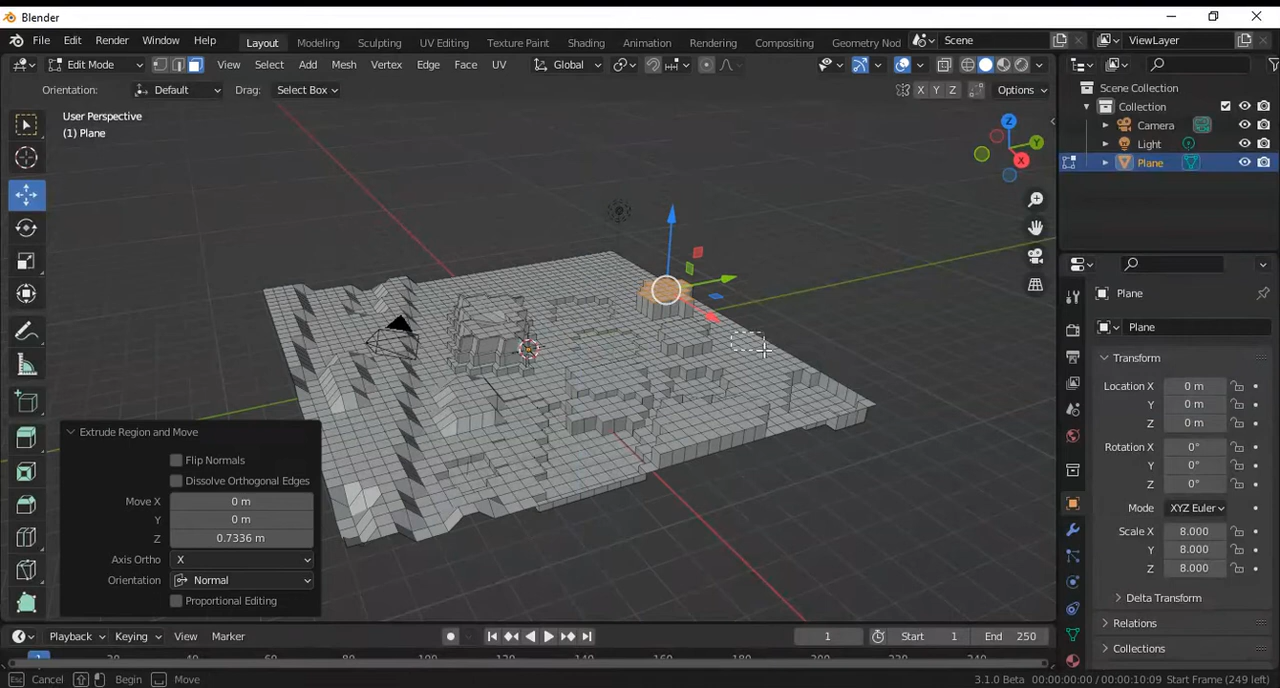 Blender
File Edit Render Window Help Layout Modeling Sculpting UV Editing Texture Paint Shading Animation Rendering Compositing Geometry Nod Scene ViewLayer
Edit Mode View Select Add Mesh Vertex Edge Face UV Global
Orientation: Default Drag: Select Box X Y Z Options
User Perspective
(1) Plane
Z
Y
X
Scene Collection
Collection
Camera
Light
Plane
Plane
Plane
Transform
Location X 0 m
Y 0 m
Z 0 m
Rotation X 0°
Y 0°
Z 0°
Mode XYZ Euler
Scale X 8.000
Y 8.000
Z 8.000
Delta Transform
Relations
Collections
Extrude Region and Move
Flip Normals
Dissolve Orthogonal Edges
Move X 0 m
Y 0 m
Z 0.7336 m
Axis Ortho X
Orientation Normal
Proportional Editing
Playback Keying View Marker 1 Start 1 End 250
Cancel Begin Move 3.1.0 Beta 00:00:00:00 / 00:00:10:09 Start Frame (249 left)